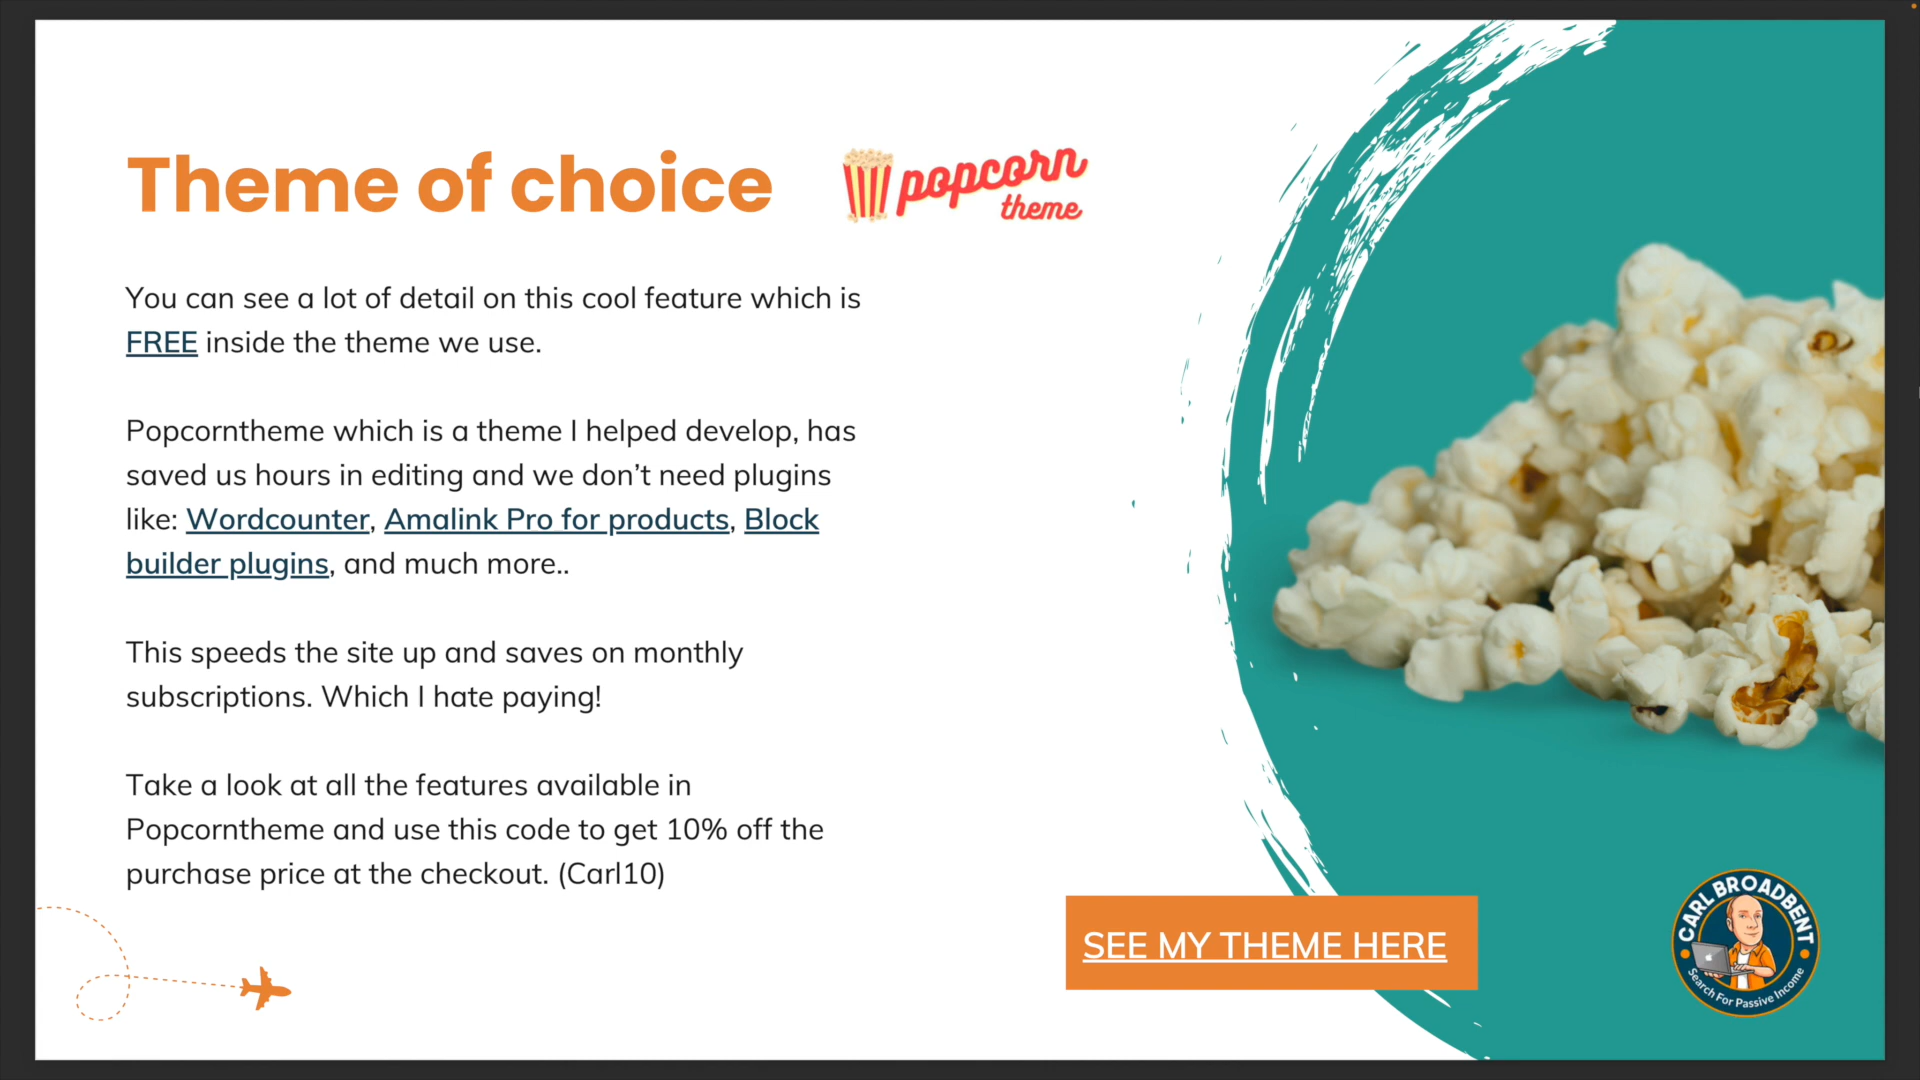 Theme of choice
popcorn
theme
You can see a lot of detail on this cool feature which is
FREE inside the theme we use.
Popcorntheme which is a theme I helped develop, has
saved us hours in editing and we don’t need plugins
like: Wordcounter, Amalink Pro for products, Block
builder plugins, and much more..
This speeds the site up and saves on monthly
subscriptions. Which I hate paying!
Take a look at all the features available in
Popcorntheme and use this code to get 10% off the
purchase price at the checkout. (Carl10)
SEE MY THEME HERE
CARL BROADBENT
Search For Passive Income